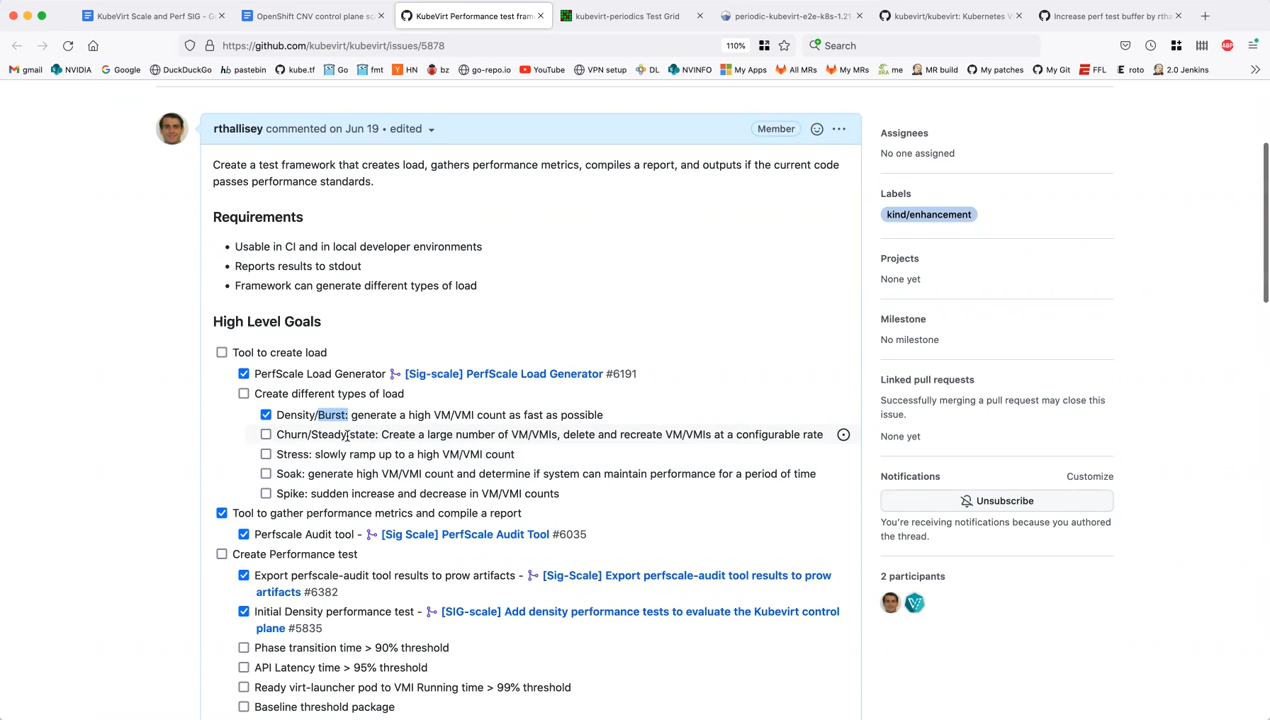 KubeVirt Scale and Perf SIG - G
OpenShift CNV control plane sc
KubeVirt Performance test fram
kubevirt-periodics Test Grid
periodic-kubevirt-e2e-k8s-1.21
kubevirt/kubevirt: Kubernetes V
Increase perf test buffer by rtha
https://github.com/kubevirt/kubevirt/issues/5878
110%
Search
gmail
NVIDIA
Google
DuckDuckGo
hpastebin
kube.tf
Go
fmt
HN
bz
go-repo.io
YouTube
VPN setup
DL
NVINFO
My Apps
All MRs
My MRs
me
MR build
My patches
My Git
FFL
roto
2.0 Jenkins
rthallisey commented on Jun 19 • edited
Member
Create a test framework that creates load, gathers performance metrics, compiles a report, and outputs if the current code
passes performance standards.
Requirements
• Usable in CI and in local developer environments
• Reports results to stdout
• Framework can generate different types of load
High Level Goals
Tool to create load
PerfScale Load Generator [Sig-scale] PerfScale Load Generator #6191
Create different types of load
Density/Burst: generate a high VM/VMI count as fast as possible
Churn/Steady state: Create a large number of VM/VMIs, delete and recreate VM/VMIs at a configurable rate
Stress: slowly ramp up to a high VM/VMI count
Soak: generate high VM/VMI count and determine if system can maintain performance for a period of time
Spike: sudden increase and decrease in VM/VMI counts
Tool to gather performance metrics and compile a report
Perfscale Audit tool - [Sig Scale] PerfScale Audit Tool #6035
Create Performance test
Export perfscale-audit tool results to prow artifacts - [Sig-Scale] Export perfscale-audit tool results to prow
artifacts #6382
Initial Density performance test - [SIG-scale] Add density performance tests to evaluate the Kubevirt control
plane #5835
Phase transition time > 90% threshold
API Latency time > 95% threshold
Ready virt-launcher pod to VMI Running time > 99% threshold
Baseline threshold package
Assignees
No one assigned
Labels
kind/enhancement
Projects
None yet
Milestone
No milestone
Linked pull requests
Successfully merging a pull request may close this
issue.
None yet
Notifications
Customize
Unsubscribe
You're receiving notifications because you authored
the thread.
2 participants